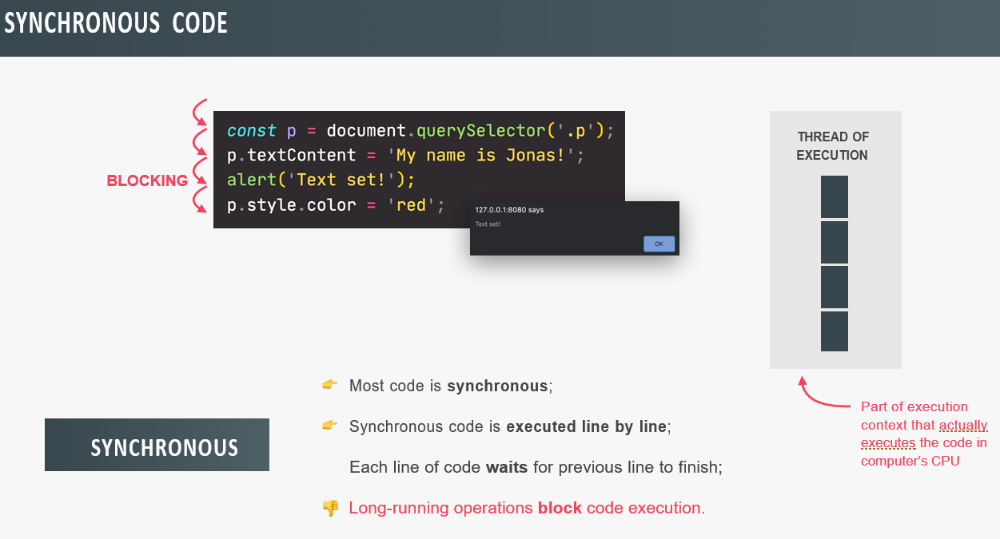 SYNCHRONOUS CODE
const p = document.querySelector('.p');
p.textContent = 'My name is Jonas!';
alert('Text set!');
p.style.color = 'red';
BLOCKING
127.0.0.1:8080 says
Text set!
OK
THREAD OF
EXECUTION
Part of execution
context that actually
executes the code in
computer’s CPU
SYNCHRONOUS
👉 Most code is synchronous;
👉 Synchronous code is executed line by line;
Each line of code waits for previous line to finish;
👎 Long-running operations block code execution.